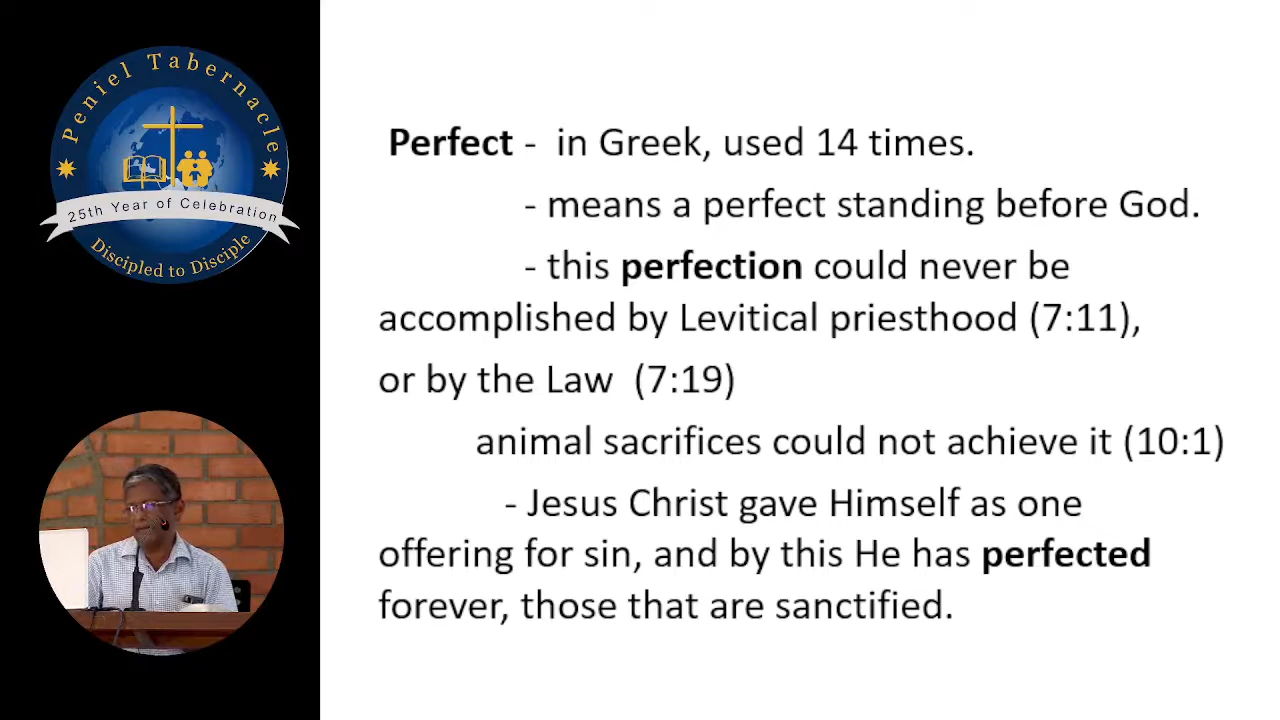 Peniel Tabernacle
25th Year of Celebration
Discipled to Disciple
Perfect - in Greek, used 14 times.
- means a perfect standing before God.
- this perfection could never be
accomplished by Levitical priesthood (7:11),
or by the Law (7:19)
animal sacrifices could not achieve it (10:1)
- Jesus Christ gave Himself as one
offering for sin, and by this He has perfected
forever, those that are sanctified.